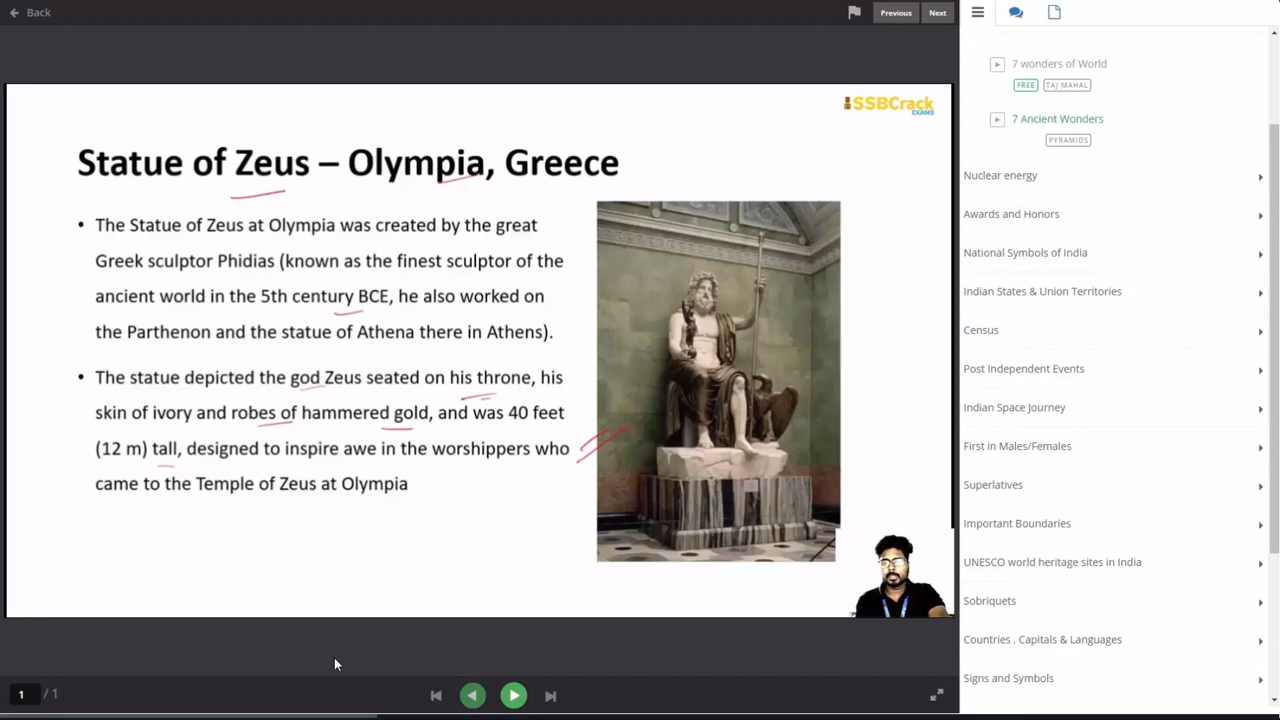 Back
Previous
Next
SSBCrack
EXAMS
Statue of Zeus – Olympia, Greece
• The Statue of Zeus at Olympia was created by the great
Greek sculptor Phidias (known as the finest sculptor of the
ancient world in the 5th century BCE, he also worked on
the Parthenon and the statue of Athena there in Athens).
• The statue depicted the god Zeus seated on his throne, his
skin of ivory and robes of hammered gold, and was 40 feet
(12 m) tall, designed to inspire awe in the worshippers who
came to the Temple of Zeus at Olympia
1 / 1
7 wonders of World
FREE TAJ MAHAL
7 Ancient Wonders
PYRAMIDS
Nuclear energy
Awards and Honors
National Symbols of India
Indian States & Union Territories
Census
Post Independent Events
Indian Space Journey
First in Males/Females
Superlatives
Important Boundaries
UNESCO world heritage sites in India
Sobriquets
Countries , Capitals & Languages
Signs and Symbols